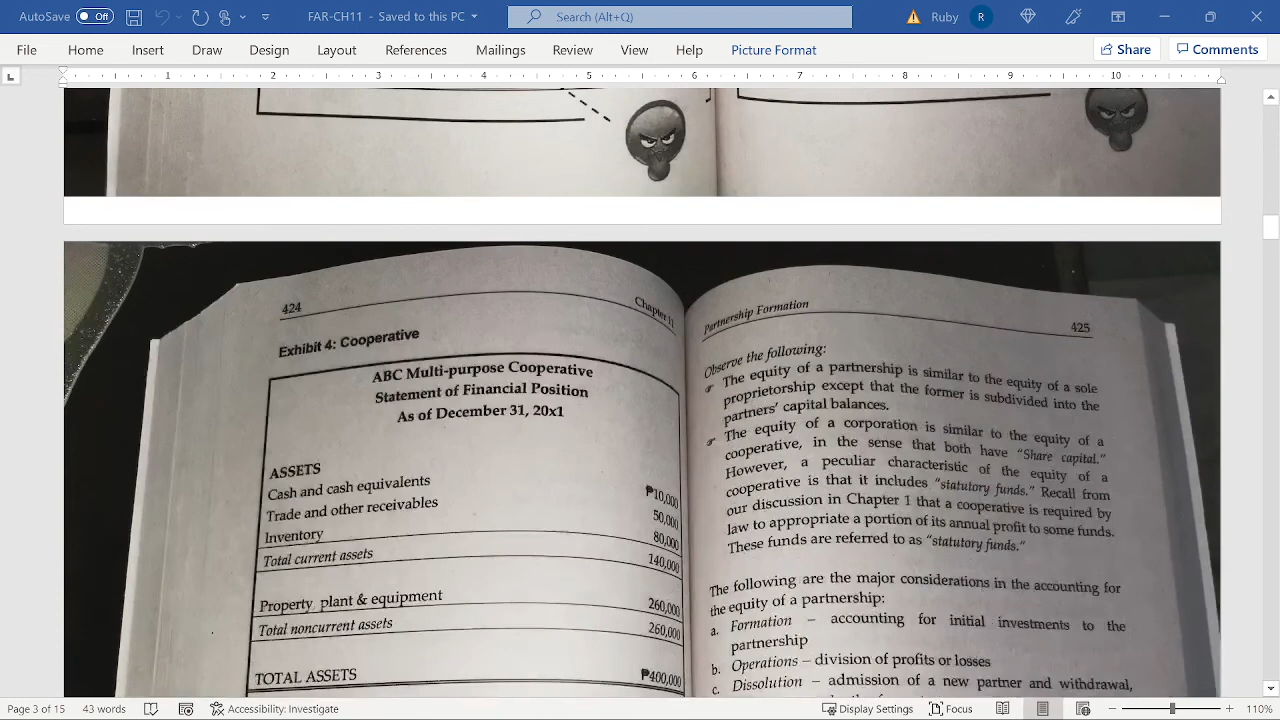 AutoSave Off
FAR-CH11 - Saved to this PC
Search (Alt+Q)
Ruby
R
File Home Insert Draw Design Layout References Mailings Review View Help Picture Format
Share Comments
1 2 3 4 5 6 7 8 9 10
424
Chapter 11
Exhibit 4: Cooperative
ABC Multi-purpose Cooperative
Statement of Financial Position
As of December 31, 20x1
ASSETS
Cash and cash equivalents ₱10,000
Trade and other receivables 50,000
Inventory 80,000
Total current assets 140,000
Property, plant & equipment 260,000
Total noncurrent assets 260,000
TOTAL ASSETS ₱400,000
Partnership Formation
425
Observe the following:
The equity of a partnership is similar to the equity of a sole
proprietorship except that the former is subdivided into the
partners' capital balances.
The equity of a corporation is similar to the equity of a
cooperative, in the sense that both have "Share capital."
However, a peculiar characteristic of the equity of a
cooperative is that it includes "statutory funds." Recall from
our discussion in Chapter 1 that a cooperative is required by
law to appropriate a portion of its annual profit to some funds.
These funds are referred to as "statutory funds."
The following are the major considerations in the accounting for
the equity of a partnership:
a. Formation – accounting for initial investments to the
partnership
b. Operations – division of profits or losses
c. Dissolution – admission of a new partner and withdrawal,
Page 3 of 15
43 words
Accessibility: Investigate
Display Settings
Focus
110%